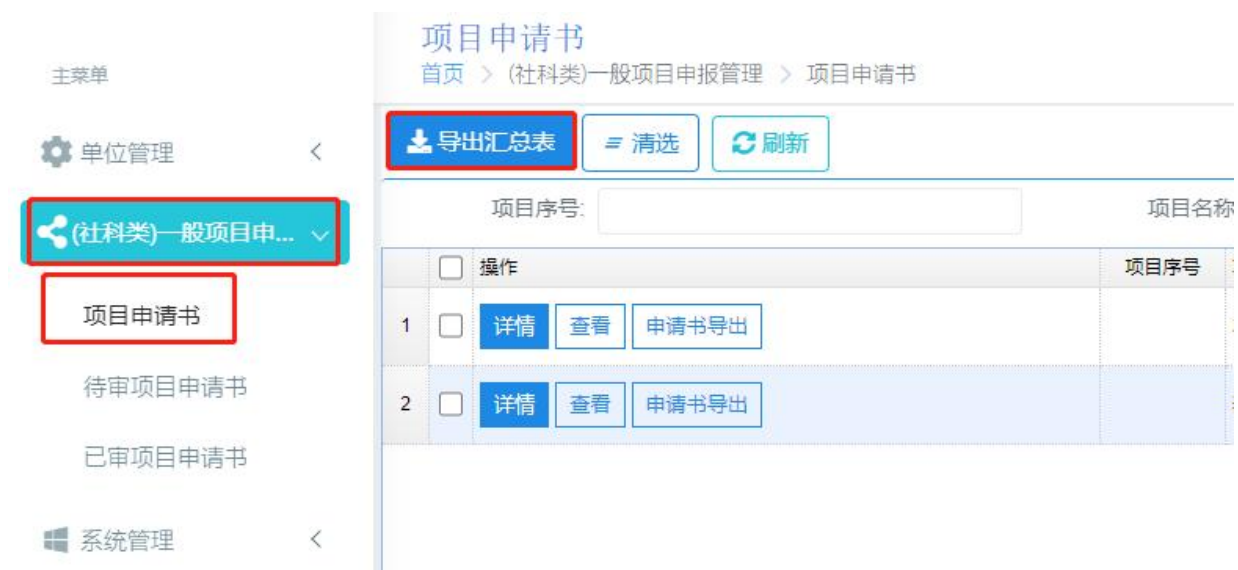 主菜单
单位管理
(社科类)一般项目申...
项目申请书
待审项目申请书
已审项目申请书
系统管理
项目申请书
首页 > (社科类)一般项目申报管理 > 项目申请书
导出汇总表 清选 刷新
项目序号: 项目名称
操作 项目序号
1 详情 查看 申请书导出
2 详情 查看 申请书导出